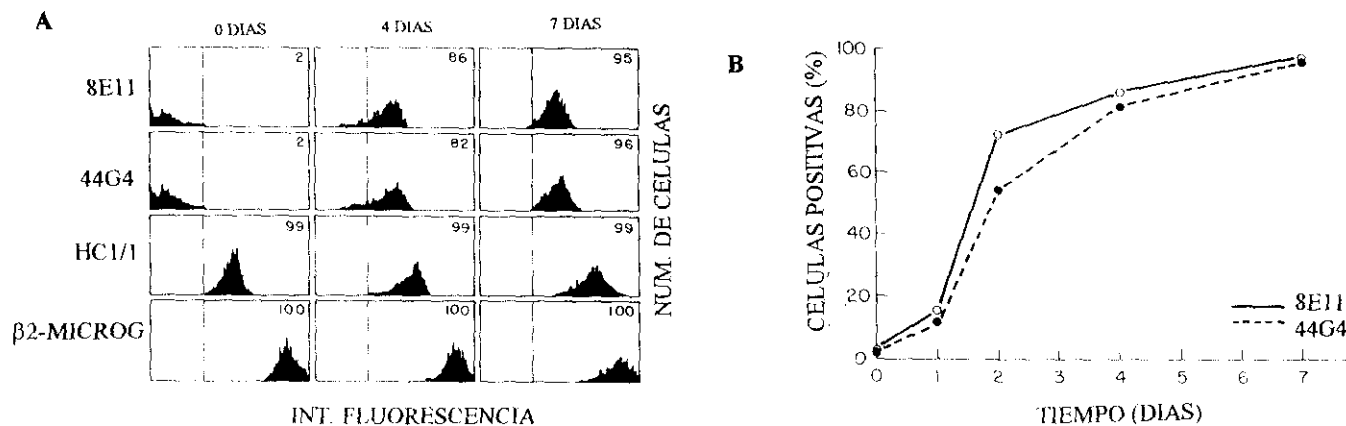 A
0 DIAS
4 DIAS
7 DIAS
8E11
2
86
95
44G4
2
82
96
HC1/1
99
99
99
β2-MICROG
100
100
100
NUM. DE CELULAS
INT. FLUORESCENCIA
B
CELULAS POSITIVAS (%)
100
80
60
40
20
0
0
1
2
3
4
5
6
7
TIEMPO (DIAS)
8E11
44G4